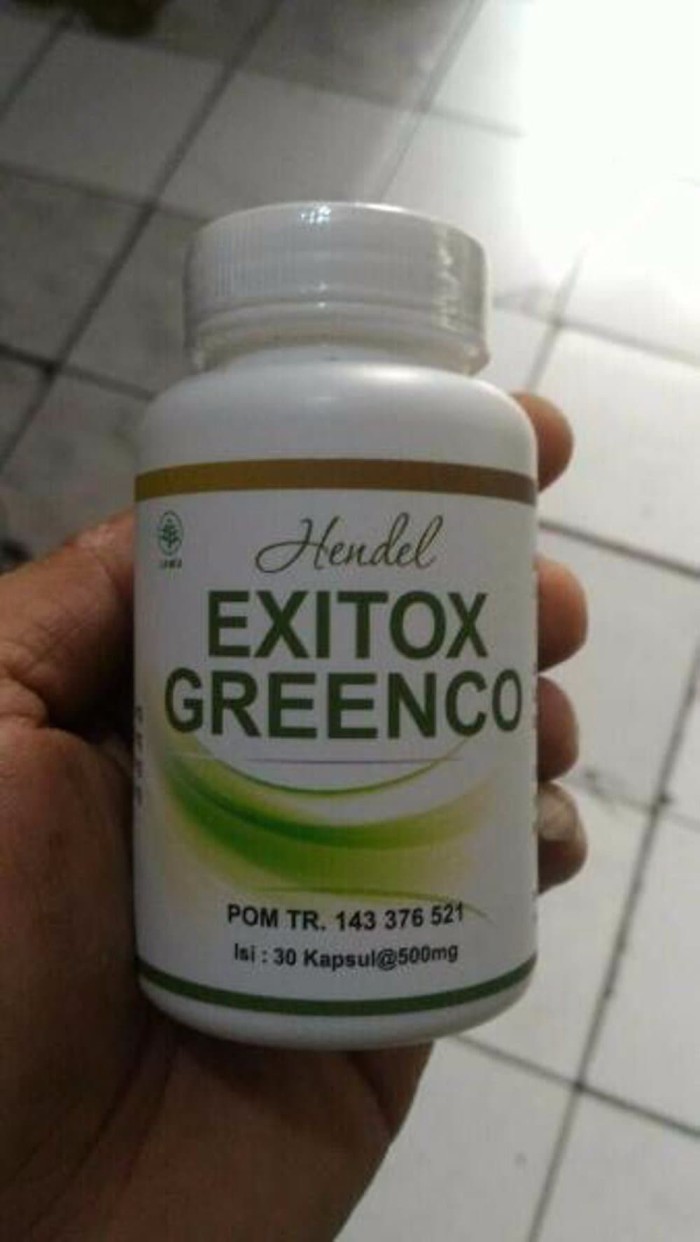 Hendel
EXITOX
GREENCO
POM TR. 143 376 521
Isi : 30 Kapsul@500mg